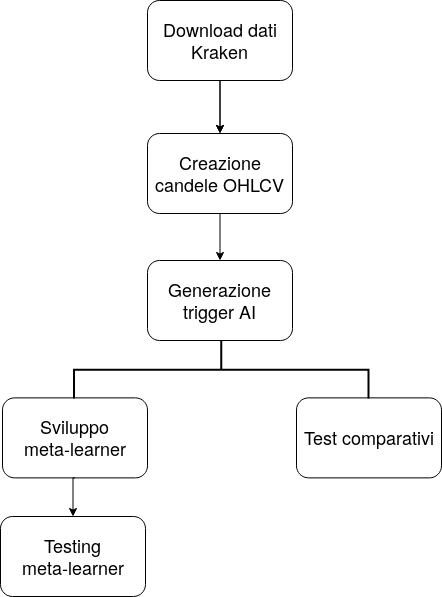 Download dati
Kraken
Creazione
candele OHLCV
Generazione
trigger AI
Sviluppo
meta-learner
Test comparativi
Testing
meta-learner